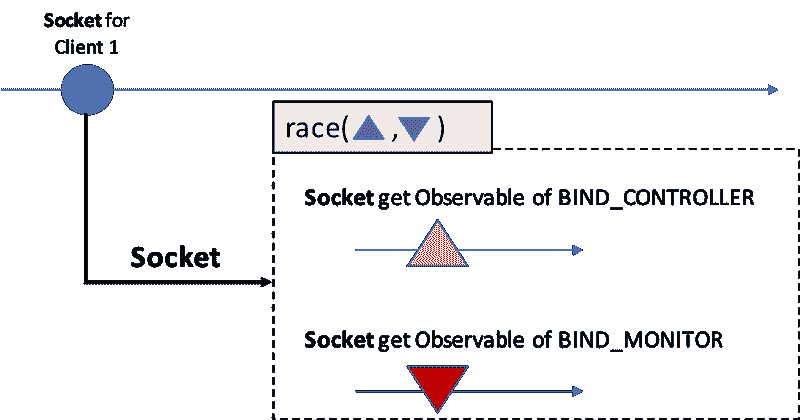 Socket for
Client 1
race( , )
Socket get Observable of BIND_CONTROLLER
Socket
Socket get Observable of BIND_MONITOR